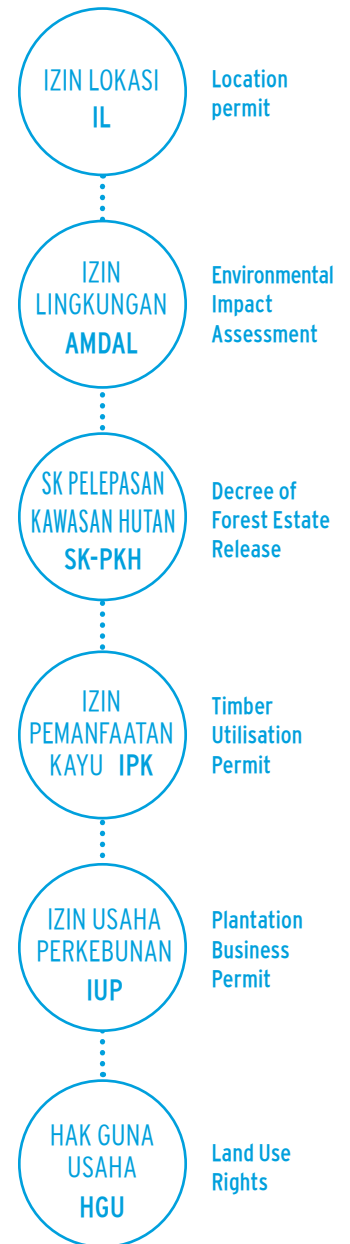 IZIN LOKASI
IL
Location
permit
IZIN
LINGKUNGAN
AMDAL
Environmental
Impact
Assessment
SK PELEPASAN
KAWASAN HUTAN
SK-PKH
Decree of
Forest Estate
Release
IZIN
PEMANFAATAN
KAYU IPK
Timber
Utilisation
Permit
IZIN USAHA
PERKEBUNAN
IUP
Plantation
Business
Permit
HAK GUNA
USAHA
HGU
Land Use
Rights